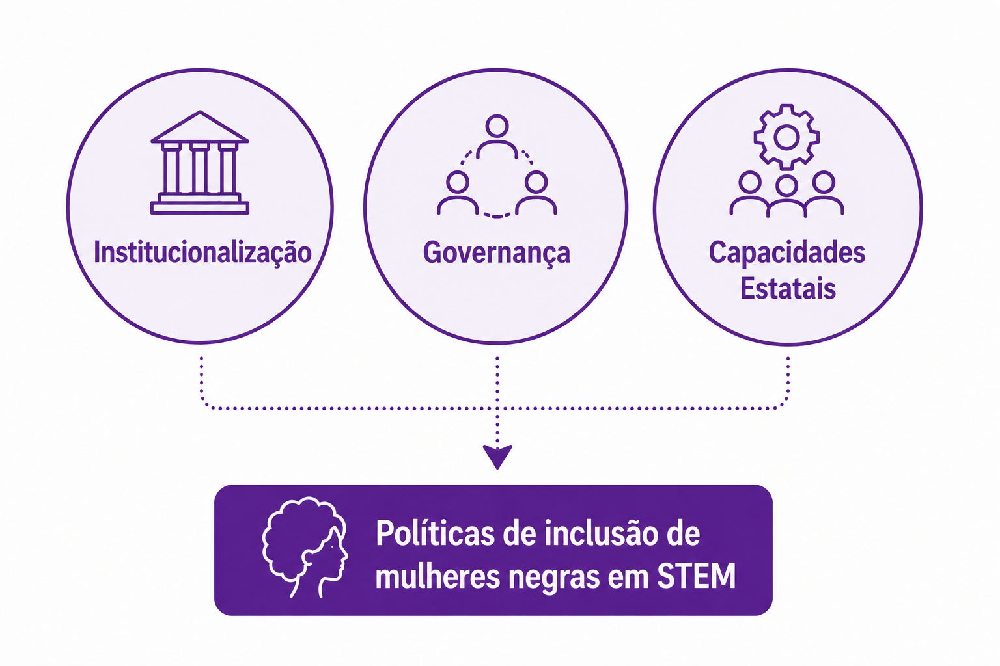 Institucionalização
Governança
Capacidades
Estatais
Políticas de inclusão de
mulheres negras em STEM